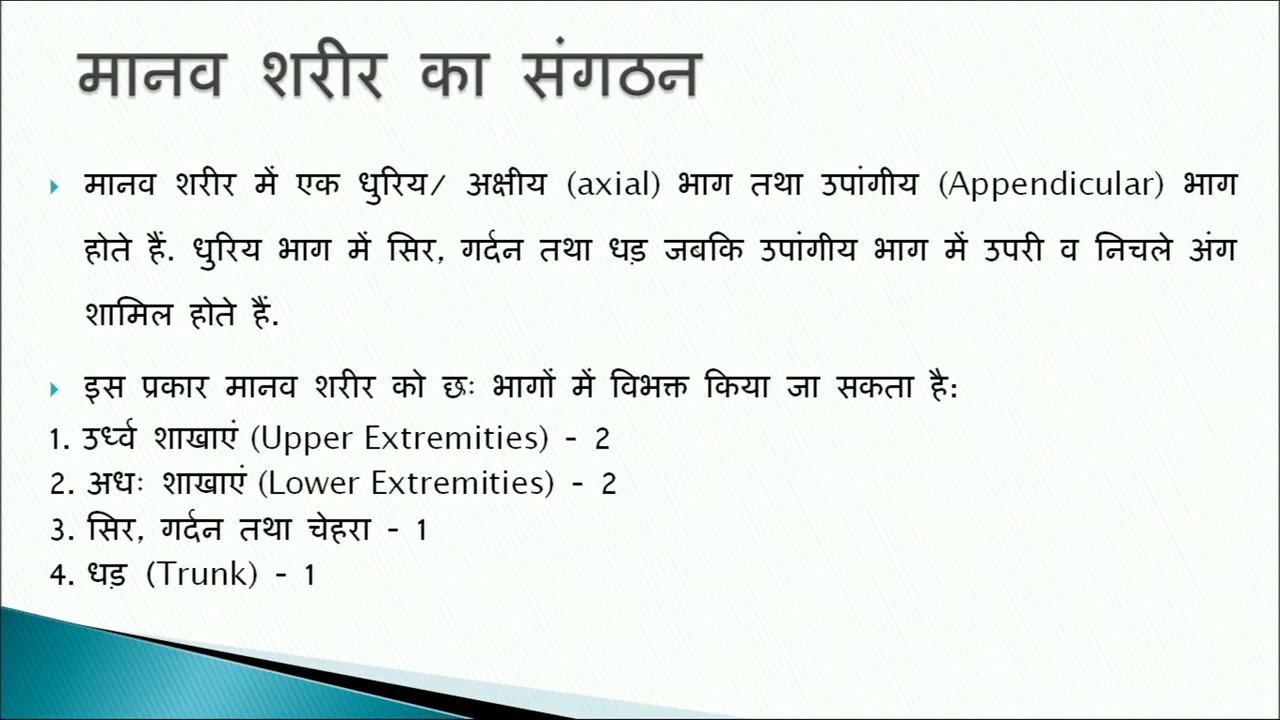 मानव शरीर का संगठन
मानव शरीर में एक धुरिय/ अक्षीय (axial) भाग तथा उपांगीय (Appendicular) भाग
होते हैं. धुरिय भाग में सिर, गर्दन तथा धड़ जबकि उपांगीय भाग में उपरी व निचले अंग
शामिल होते हैं.
इस प्रकार मानव शरीर को छः भागों में विभक्त किया जा सकता है:
1. उर्ध्व शाखाएं (Upper Extremities) - 2
2. अधः शाखाएं (Lower Extremities) - 2
3. सिर, गर्दन तथा चेहरा - 1
4. धड़ (Trunk) - 1